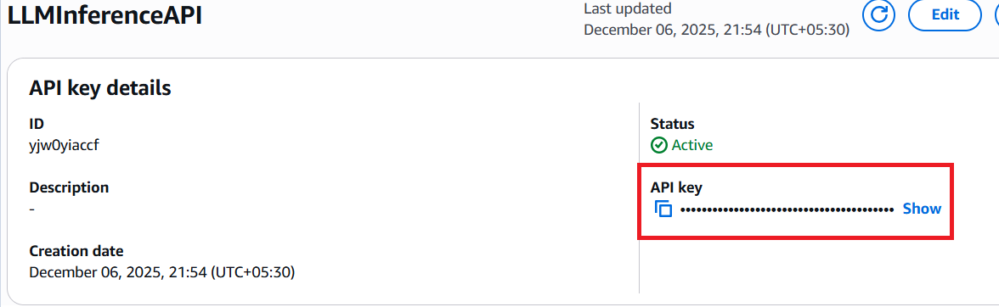 LLMInferenceAPI
Last updated
December 06, 2025, 21:54 (UTC+05:30)
Edit
API key details
ID
yjw0yiaccf
Description
-
Creation date
December 06, 2025, 21:54 (UTC+05:30)
Status
Active
API key
•••••••••••••••••••••••••••••••••••••••• Show